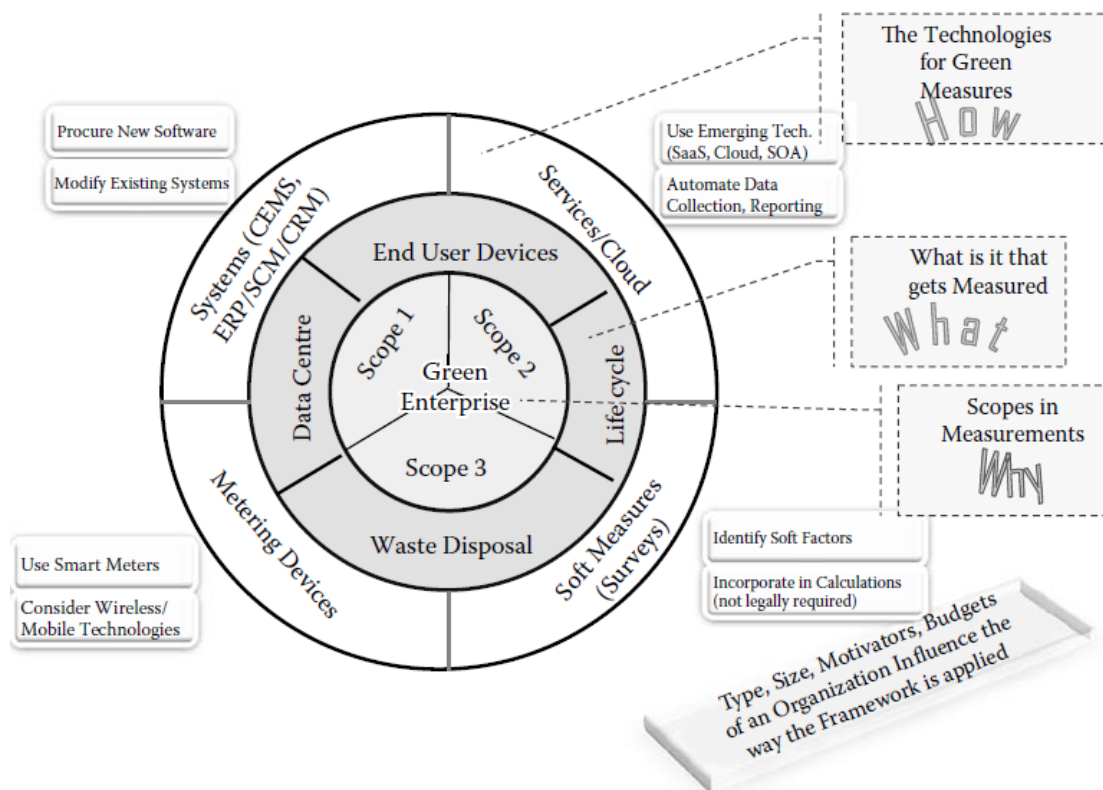 The Technologies
for Green
Measures
How
Procure New Software
Modify Existing Systems
Use Emerging Tech.
(SaaS, Cloud, SOA)
Automate Data
Collection, Reporting
Systems (CEMS,
ERP/SCM/CRM)
Services/Cloud
End User Devices
What is it that
gets Measured
What
Scope 1
Scope 2
Data Centre
Life cycle
Green
Enterprise
Scope 3
Scopes in
Measurements
Why
Metering Devices
Waste Disposal
Soft Measures
(Surveys)
Use Smart Meters
Consider Wireless/
Mobile Technologies
Identify Soft Factors
Incorporate in Calculations
(not legally required)
Type, Size, Motivators, Budgets
of an Organization Influence the
way the Framework is applied